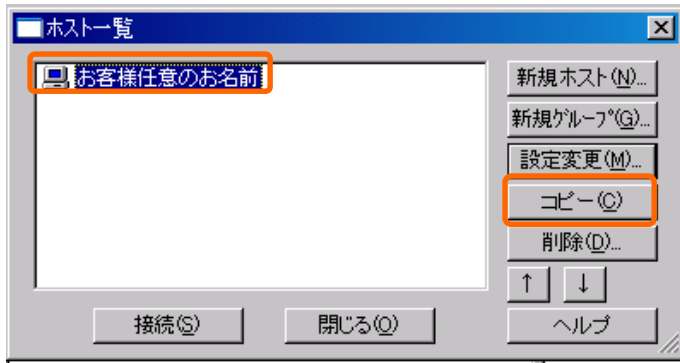 ホスト一覧
お客様任意のお名前
新規ホスト(N)...
新規ｸﾞﾙｰﾌﾟ(G)...
設定変更(M)...
コピー(C)
削除(D)...
↑ ↓
接続(S) 閉じる(O) ヘルプ